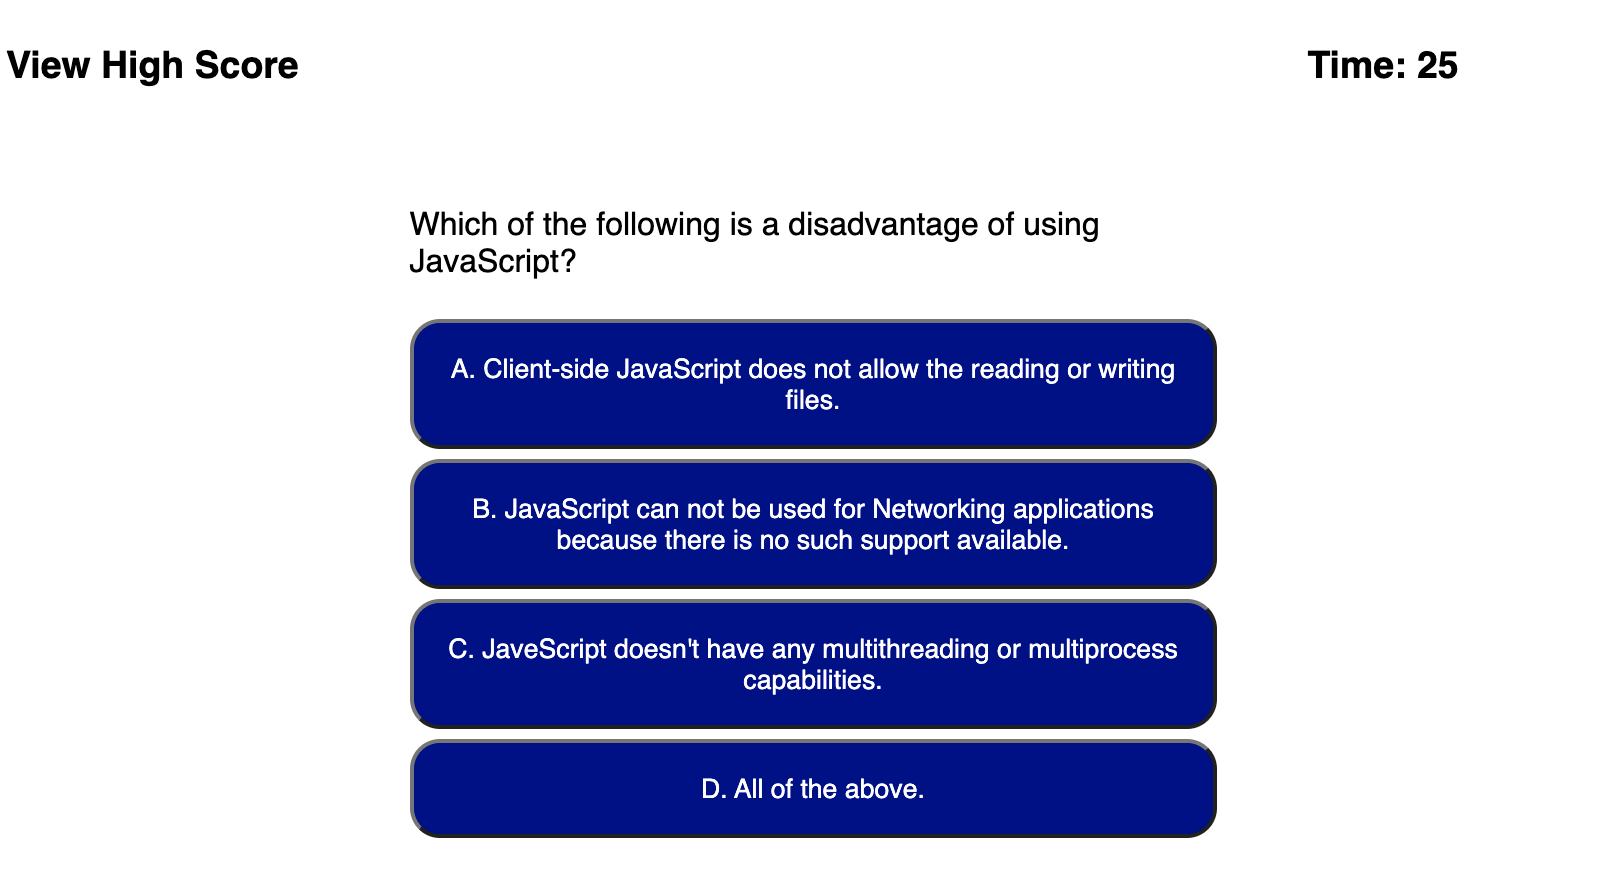 View High Score
Time: 25
Which of the following is a disadvantage of using
JavaScript?
A. Client-side JavaScript does not allow the reading or writing
files.
B. JavaScript can not be used for Networking applications
because there is no such support available.
C. JaveScript doesn't have any multithreading or multiprocess
capabilities.
D. All of the above.